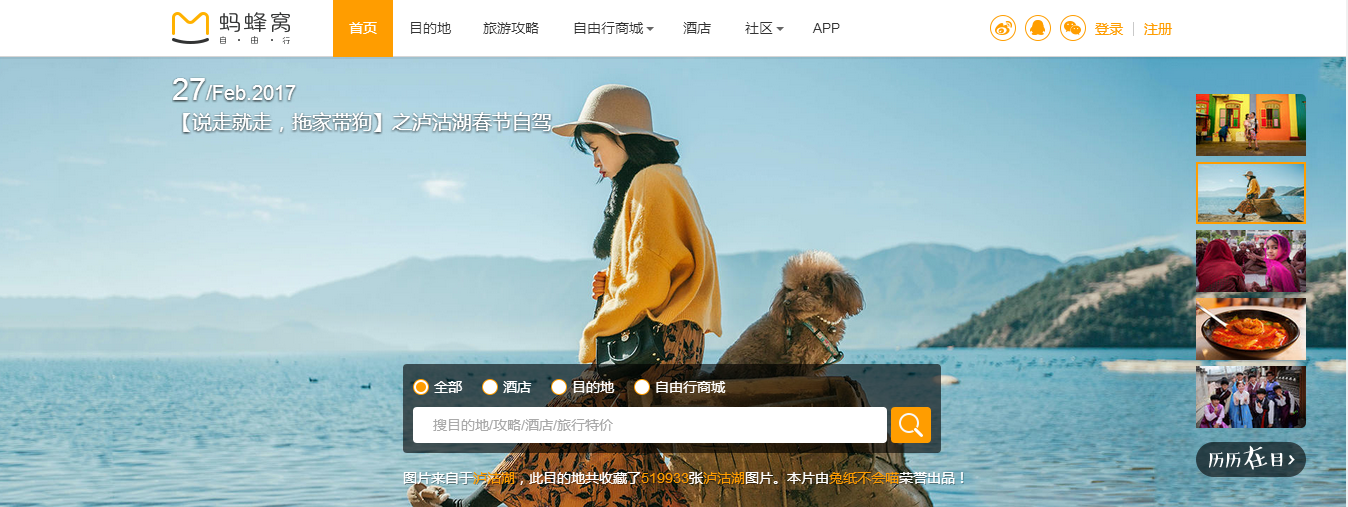 蚂蜂窝
自·由·行
首页 目的地 旅游攻略 自由行商城 酒店 社区 APP 登录 | 注册
27/Feb.2017
【说走就走,拖家带狗】之泸沽湖春节自驾
全部 酒店 目的地 自由行商城
搜目的地/攻略/酒店/旅行特价
图片来自于泸沽湖,此目的地共收藏了519933张泸沽湖图片。本片由兔纸不会喵荣誉出品!
历历在目